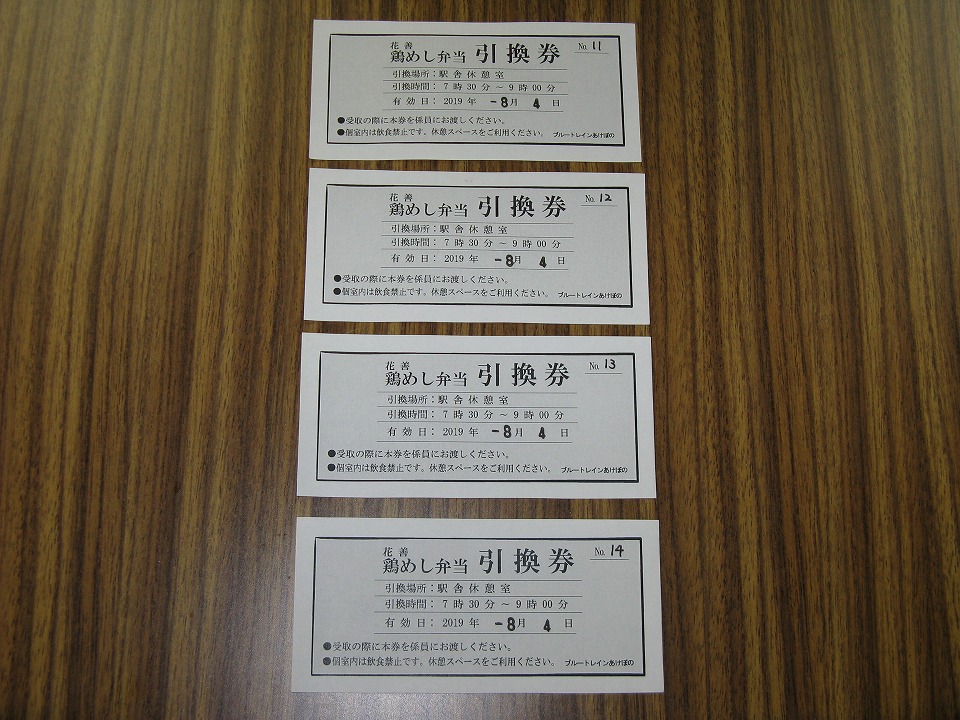 花善
鶏めし弁当 引換券 No. 11
引換場所：駅舎休憩室
引換時間：7時30分～9時00分
有効日：2019年 -8月 4日
●受取の際に本券を係員にお渡しください。
●個室内は飲食禁止です。休憩スペースをご利用ください。 ブルートレインあけぼの
花善
鶏めし弁当 引換券 No. 12
引換場所：駅舎休憩室
引換時間：7時30分～9時00分
有効日：2019年 -8月 4日
●受取の際に本券を係員にお渡しください。
●個室内は飲食禁止です。休憩スペースをご利用ください。 ブルートレインあけぼの
花善
鶏めし弁当 引換券 No. 13
引換場所：駅舎休憩室
引換時間：7時30分～9時00分
有効日：2019年 -8月 4日
●受取の際に本券を係員にお渡しください。
●個室内は飲食禁止です。休憩スペースをご利用ください。 ブルートレインあけぼの
花善
鶏めし弁当 引換券 No. 14
引換場所：駅舎休憩室
引換時間：7時30分～9時00分
有効日：2019年 -8月 4日
●受取の際に本券を係員にお渡しください。
●個室内は飲食禁止です。休憩スペースをご利用ください。 ブルートレインあけぼの